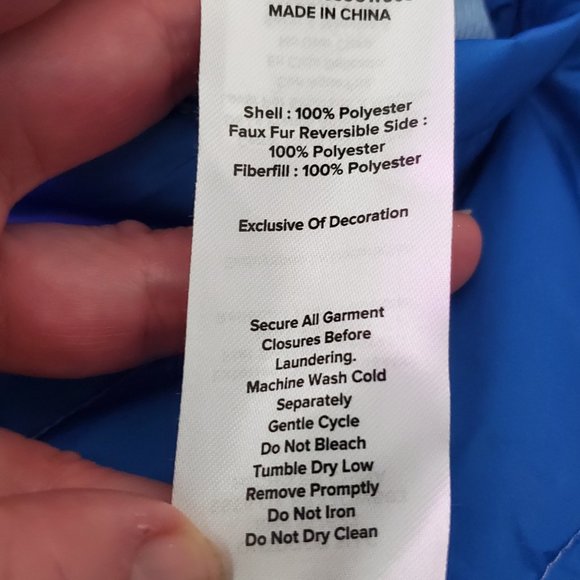 MADE IN CHINA
Shell : 100% Polyester
Faux Fur Reversible Side :
100% Polyester
Fiberfill : 100% Polyester
Exclusive Of Decoration
Secure All Garment
Closures Before
Laundering.
Machine Wash Cold
Separately
Gentle Cycle
Do Not Bleach
Tumble Dry Low
Remove Promptly
Do Not Iron
Do Not Dry Clean